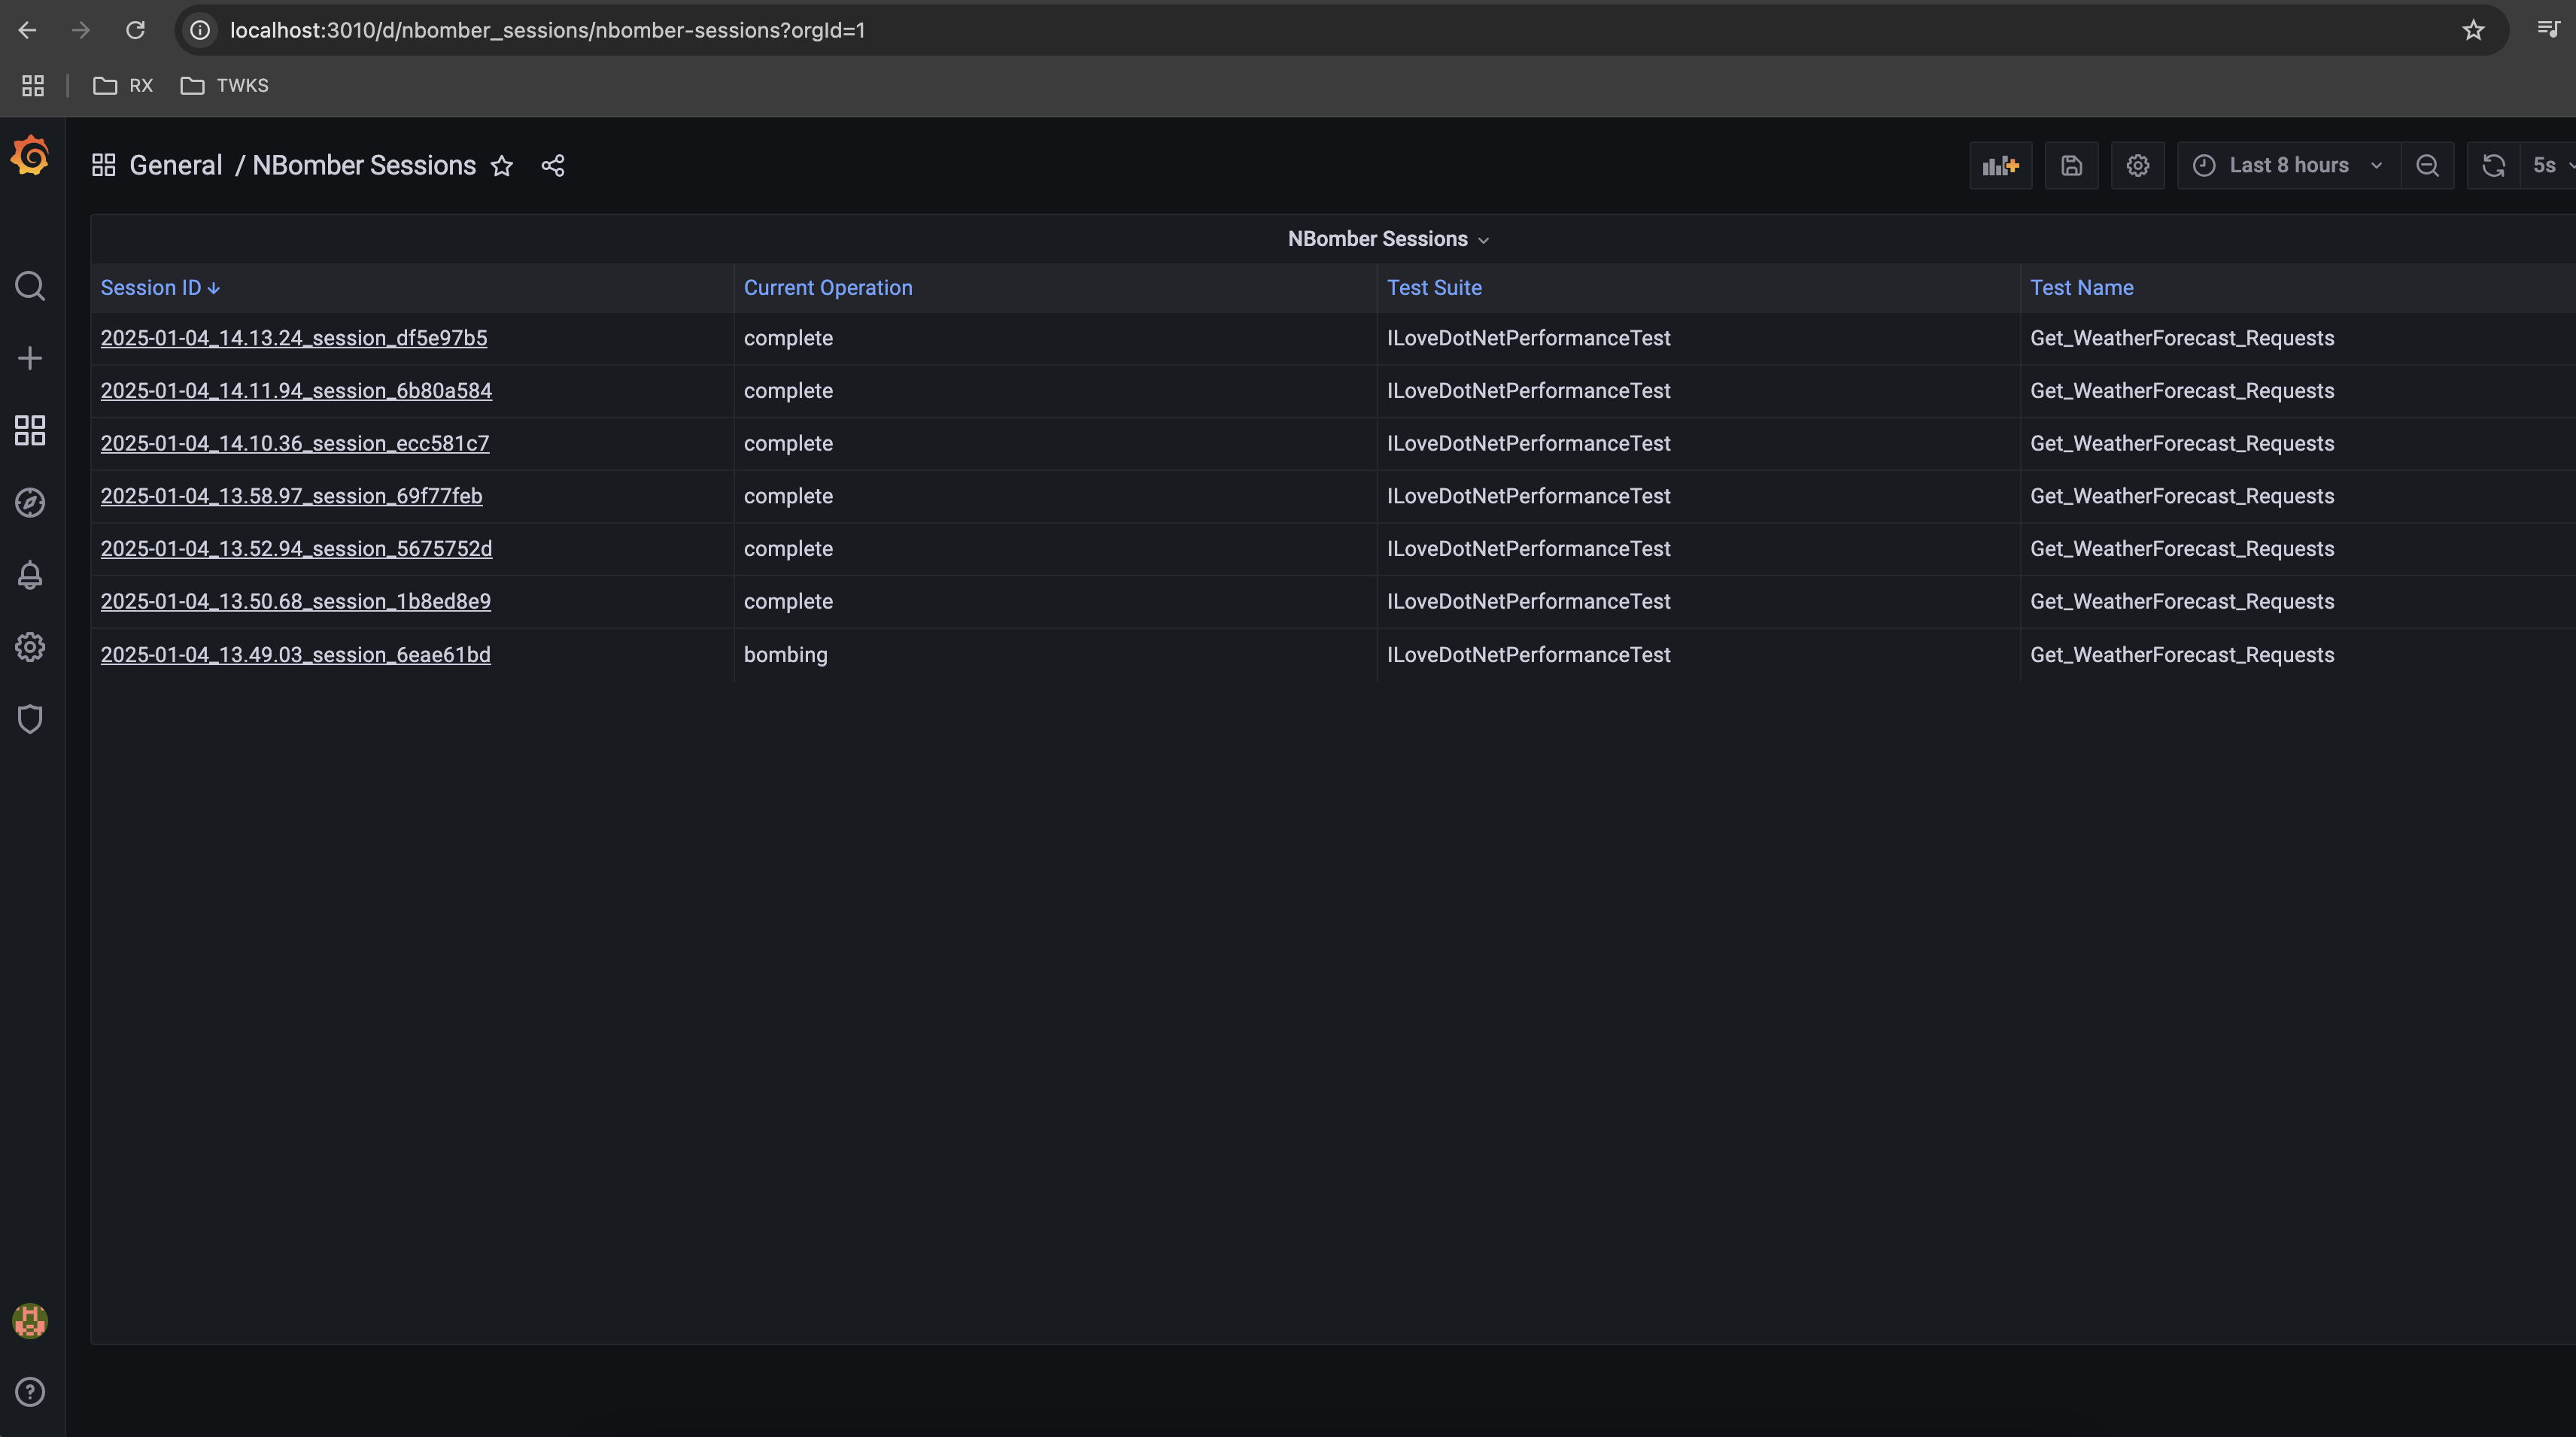 localhost:3010/d/nbomber_sessions/nbomber-sessions?orgId=1
RX TWKS
General / NBomber Sessions Last 8 hours 5s
NBomber Sessions
Session ID Current Operation Test Suite Test Name
2025-01-04_14.13.24_session_df5e97b5 complete ILoveDotNetPerformanceTest Get_WeatherForecast_Requests
2025-01-04_14.11.94_session_6b80a584 complete ILoveDotNetPerformanceTest Get_WeatherForecast_Requests
2025-01-04_14.10.36_session_ecc581c7 complete ILoveDotNetPerformanceTest Get_WeatherForecast_Requests
2025-01-04_13.58.97_session_69f77feb complete ILoveDotNetPerformanceTest Get_WeatherForecast_Requests
2025-01-04_13.52.94_session_5675752d complete ILoveDotNetPerformanceTest Get_WeatherForecast_Requests
2025-01-04_13.50.68_session_1b8ed8e9 complete ILoveDotNetPerformanceTest Get_WeatherForecast_Requests
2025-01-04_13.49.03_session_6eae61bd bombing ILoveDotNetPerformanceTest Get_WeatherForecast_Requests